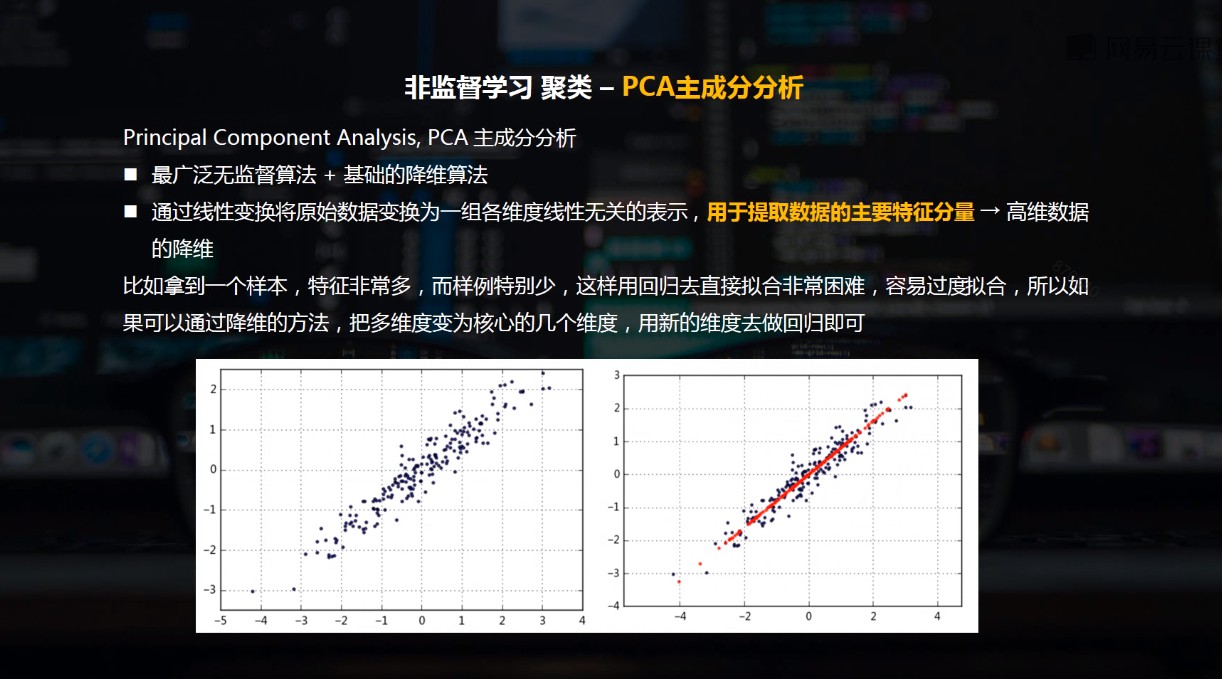 网易云课
非监督学习 聚类 – PCA主成分分析
Principal Component Analysis, PCA 主成分分析
■ 最广泛无监督算法 + 基础的降维算法
■ 通过线性变换将原始数据变换为一组各维度线性无关的表示，用于提取数据的主要特征分量 → 高维数据
的降维
比如拿到一个样本，特征非常多，而样例特别少，这样用回归去直接拟合非常困难，容易过度拟合，所以如
果可以通过降维的方法，把多维度变为核心的几个维度，用新的维度去做回归即可
2
1
0
−1
−2
−3
−5 −4 −3 −2 −1 0 1 2 3 4
3
2
1
0
−1
−2
−3
−4
−4 −2 0 2 4